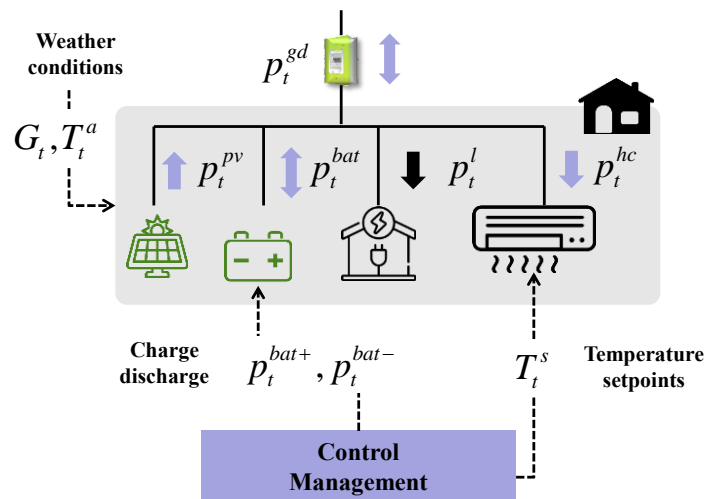 Weather
conditions
p_t^{gd}
G_t, T_t^a
p_t^{pv}
p_t^{bat}
p_t^l
p_t^{hc}
Charge
discharge
p_t^{bat+}, p_t^{bat-}
T_t^s
Temperature
setpoints
Control
Management